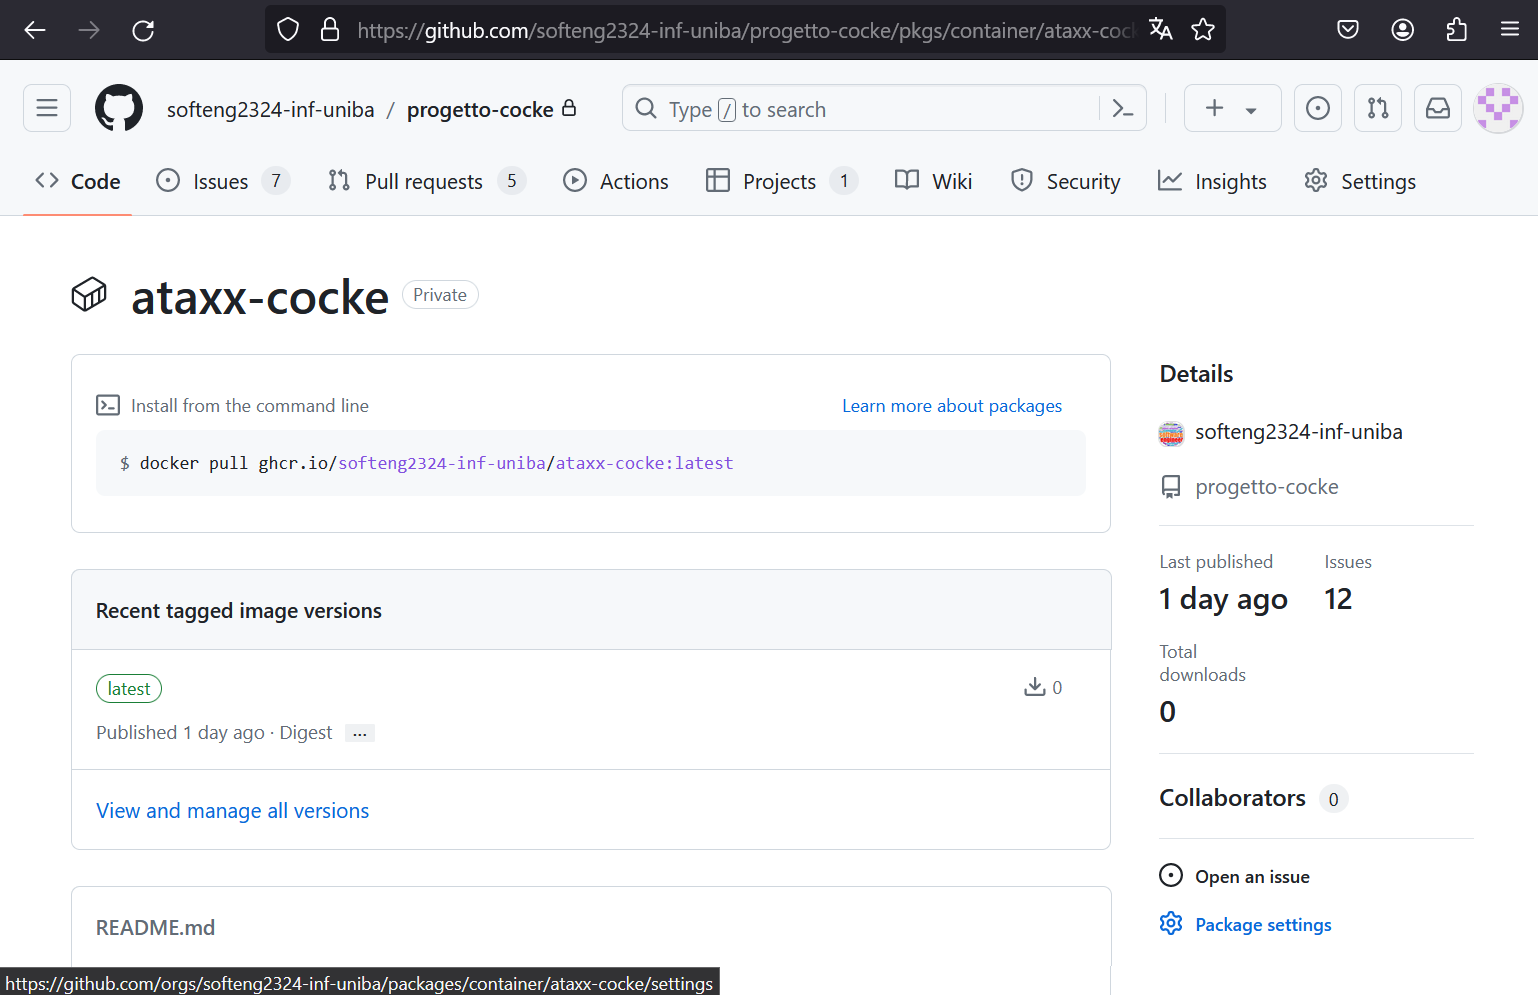 https://github.com/softeng2324-inf-uniba/progetto-cocke/pkgs/container/ataxx-cock
softeng2324-inf-uniba / progetto-cocke
Type / to search
Code
Issues 7
Pull requests 5
Actions
Projects 1
Wiki
Security
Insights
Settings
ataxx-cocke Private
Install from the command line
Learn more about packages
$ docker pull ghcr.io/softeng2324-inf-uniba/ataxx-cocke:latest
Recent tagged image versions
latest
0
Published 1 day ago · Digest ...
View and manage all versions
README.md
Details
softeng2324-inf-uniba
progetto-cocke
Last published
1 day ago
Issues
12
Total
downloads
0
Collaborators 0
Open an issue
Package settings
https://github.com/orgs/softeng2324-inf-uniba/packages/container/ataxx-cocke/settings